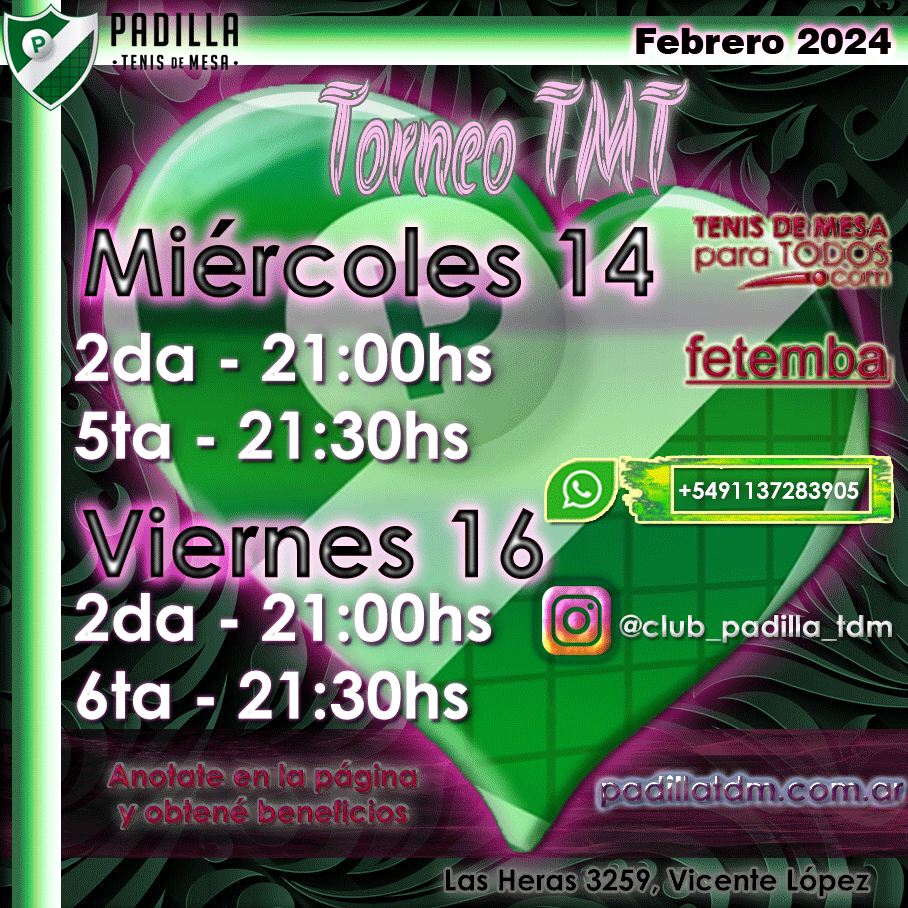 PADILLA
·TENIS DE MESA·
Febrero 2024
Torneo TMT
Miércoles 14
TENIS DE MESA
para TODOS
.com
2da - 21:00hs
fetemba
5ta - 21:30hs
+5491137283905
Viernes 16
2da - 21:00hs
@club_padilla_tdm
6ta - 21:30hs
Anotate en la página
y obtené beneficios
padillatdm.com.ar
Las Heras 3259, Vicente López
P
P